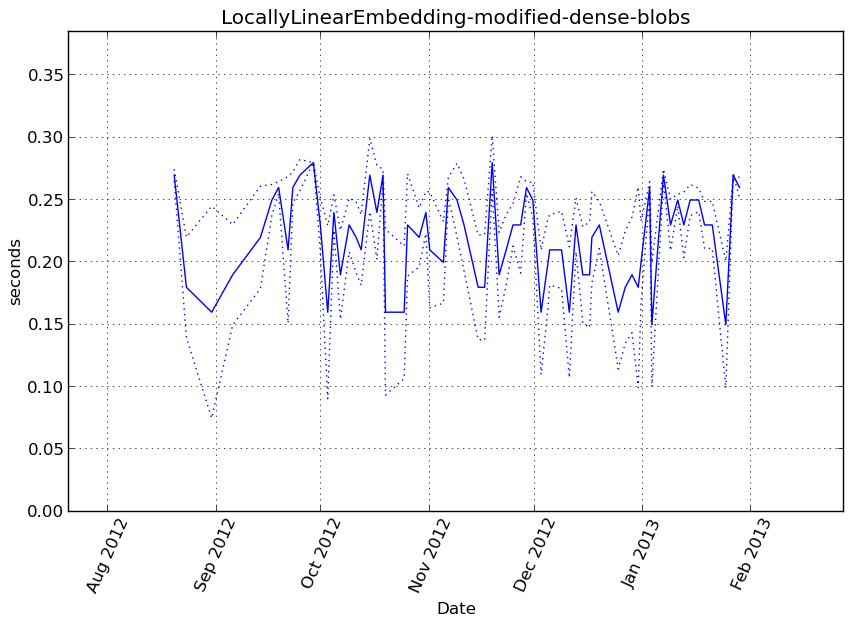 LocallyLinearEmbedding-modified-dense-blobs
0.35
0.30
0.25
0.20
0.15
0.10
0.05
0.00
seconds
Aug 2012
Sep 2012
Oct 2012
Nov 2012
Dec 2012
Jan 2013
Feb 2013
Date